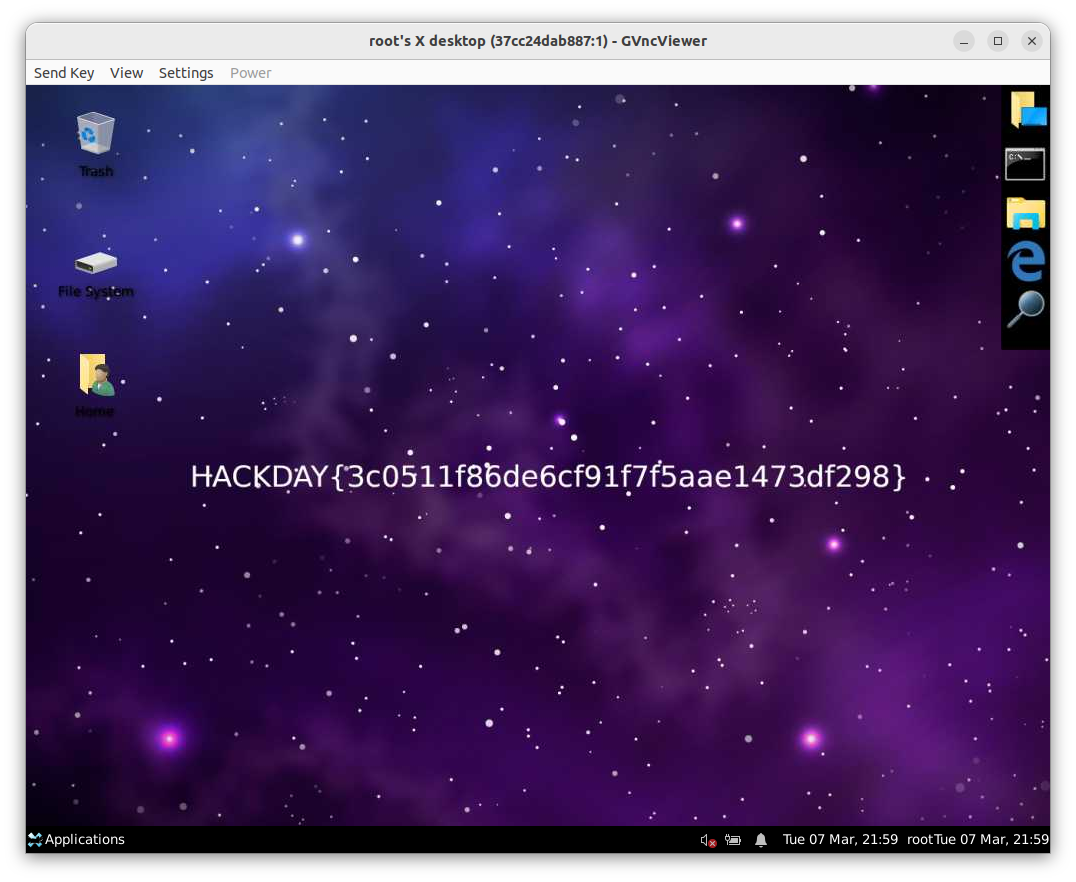 root's X desktop (37cc24dab887:1) - GVncViewer
Send Key View Settings Power
Trash
File System
Home
HACKDAY{3c0511f86de6cf91f7f5aae1473df298}
Applications
Tue 07 Mar, 21:59 rootTue 07 Mar, 21:59